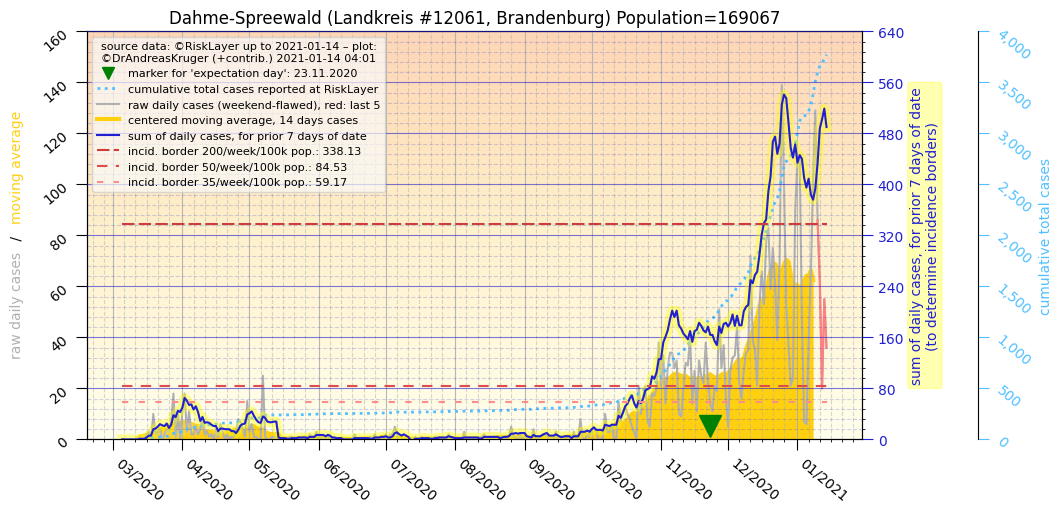 Dahme-Spreewald (Landkreis #12061, Brandenburg) Population=169067
source data: ©RiskLayer up to 2021-01-14 – plot:
©DrAndreasKruger (+contrib.) 2021-01-14 04:01
marker for 'expectation day': 23.11.2020
cumulative total cases reported at RiskLayer
raw daily cases (weekend-flawed), red: last 5
centered moving average, 14 days cases
sum of daily cases, for prior 7 days of date
incid. border 200/week/100k pop.: 338.13
incid. border 50/week/100k pop.: 84.53
incid. border 35/week/100k pop.: 59.17
raw daily cases / moving average
160
140
120
100
80
60
40
20
0
640
560
480
400
320
240
160
80
0
sum of daily cases, for prior 7 days of date
(to determine incidence borders)
4,000
3,500
3,000
2,500
2,000
1,500
1,000
500
0
cumulative total cases
03/2020
04/2020
05/2020
06/2020
07/2020
08/2020
09/2020
10/2020
11/2020
12/2020
01/2021